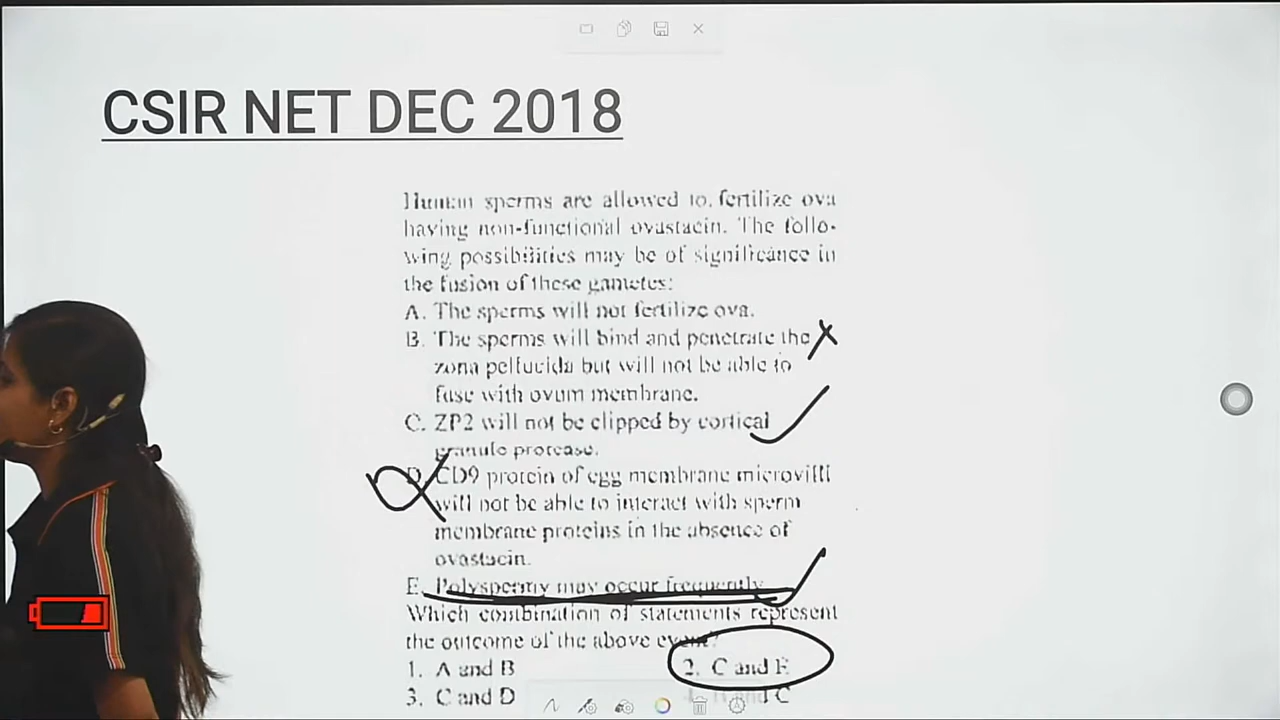 CSIR NET DEC 2018
Human sperms are allowed to fertilize ova
having non-functional ovastacin. The follo-
wing possibilities may be of significance in
the fusion of these gametes:
A. The sperms will not fertilize ova.
B. The sperms will bind and penetrate the
zona pellucida but will not be able to
fuse with ovum membrane.
C. ZP2 will not be clipped by cortical
granule protease.
D. CD9 protein of egg membrane microvilli
will not be able to interact with sperm
membrane proteins in the absence of
ovastacin.
E. Polyspermy may occur frequently.
Which combination of statements represent
the outcome of the above event?
1. A and B 2. C and E
3. C and D and C